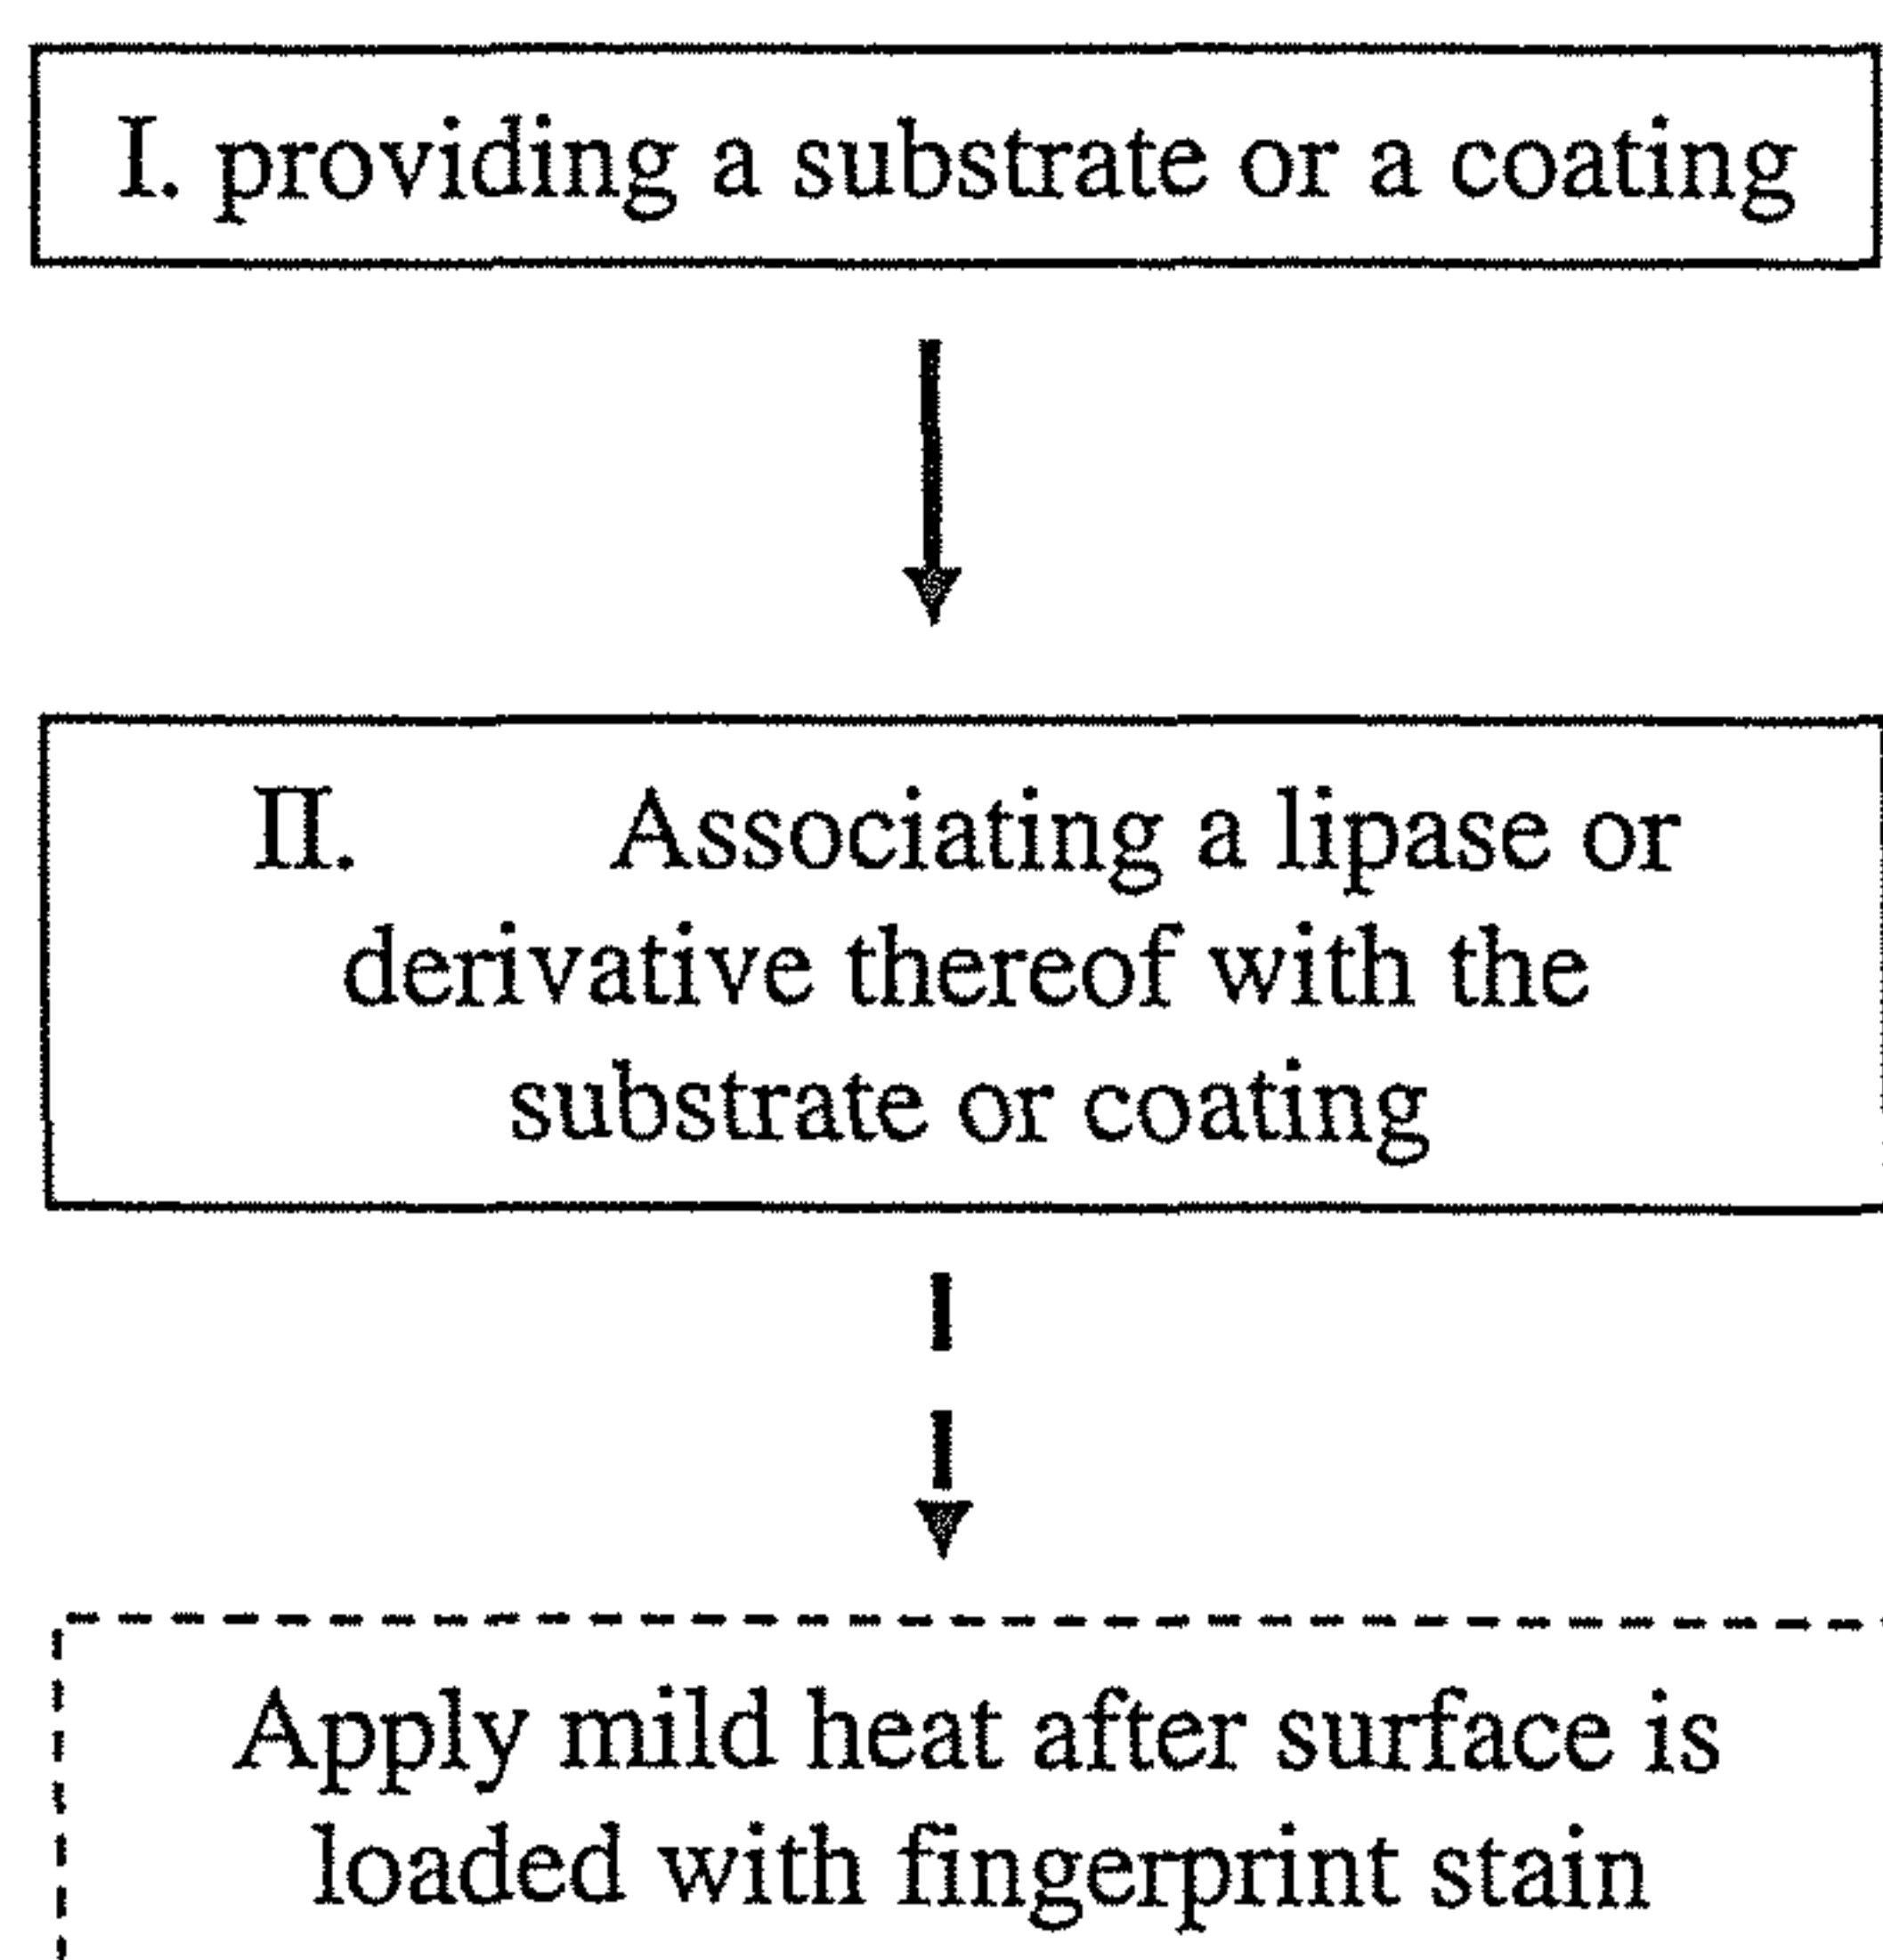 I. providing a substrate or a coating
II. Associating a lipase or
derivative thereof with the
substrate or coating
Apply mild heat after surface is
loaded with fingerprint stain